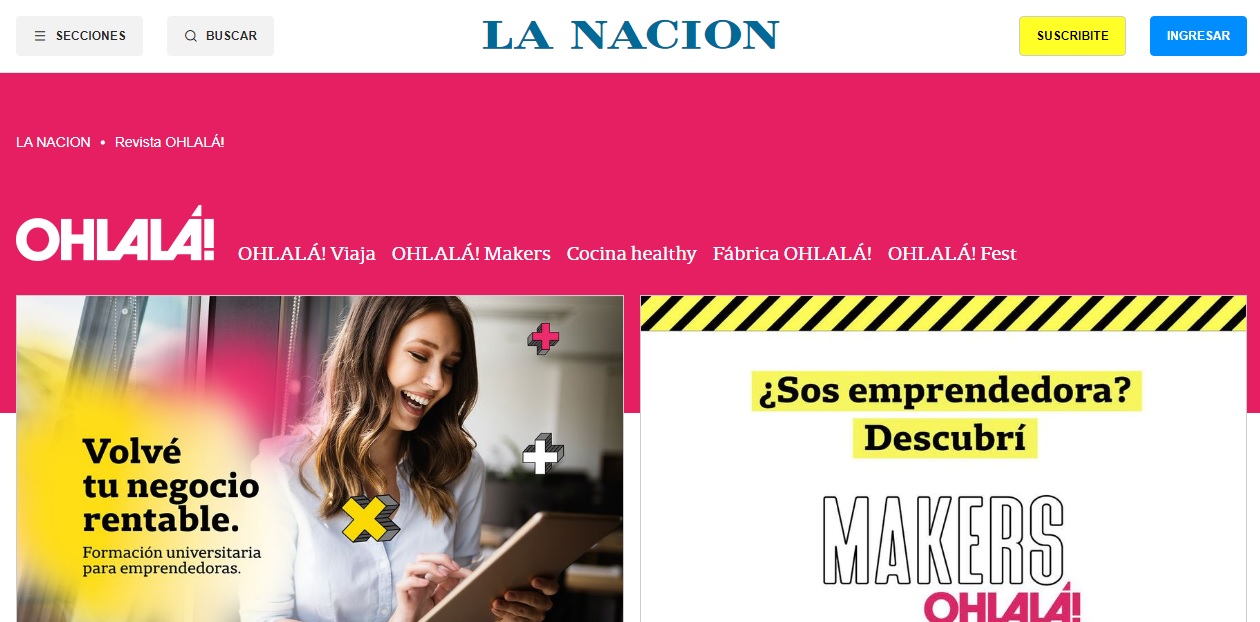 SECCIONES
BUSCAR
LA NACION
SUSCRIBITE
INGRESAR
LA NACION • Revista OHLALÁ!
OHLALÁ!
OHLALÁ! Viaja
OHLALÁ! Makers
Cocina healthy
Fábrica OHLALÁ!
OHLALÁ! Fest
Volvé
tu negocio
rentable.
Formación universitaria
para emprendedoras.
¿Sos emprendedora?
Descubrí
MAKERS
OHLALÁ!